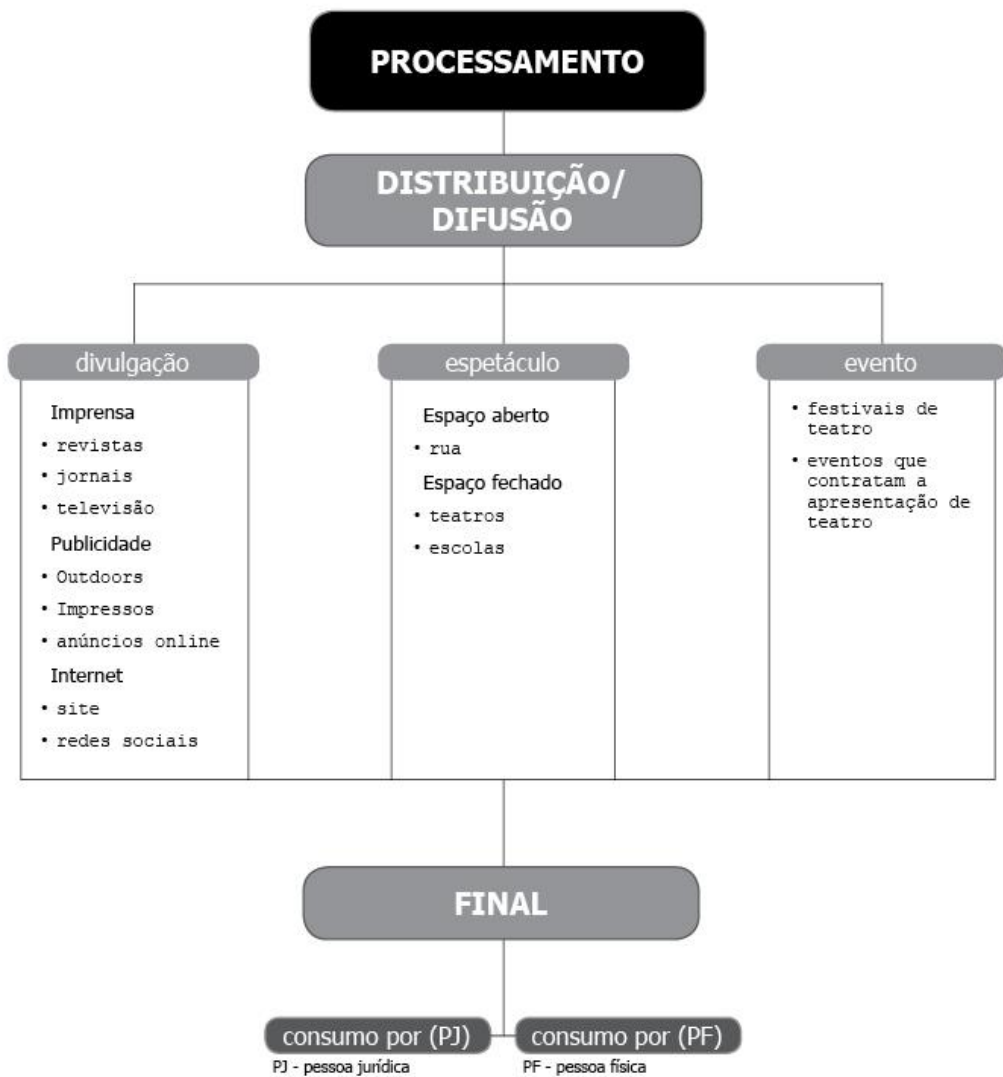 PROCESSAMENTO
DISTRIBUIÇÃO/
DIFUSÃO
divulgação
Imprensa
• revistas
• jornais
• televisão
Publicidade
• Outdoors
• Impressos
• anúncios online
Internet
• site
• redes sociais
espetáculo
Espaço aberto
• rua
Espaço fechado
• teatros
• escolas
evento
• festivais de
teatro
• eventos que
contratam a
apresentação de
teatro
FINAL
consumo por (PJ)
PJ - pessoa jurídica
consumo por (PF)
PF - pessoa física